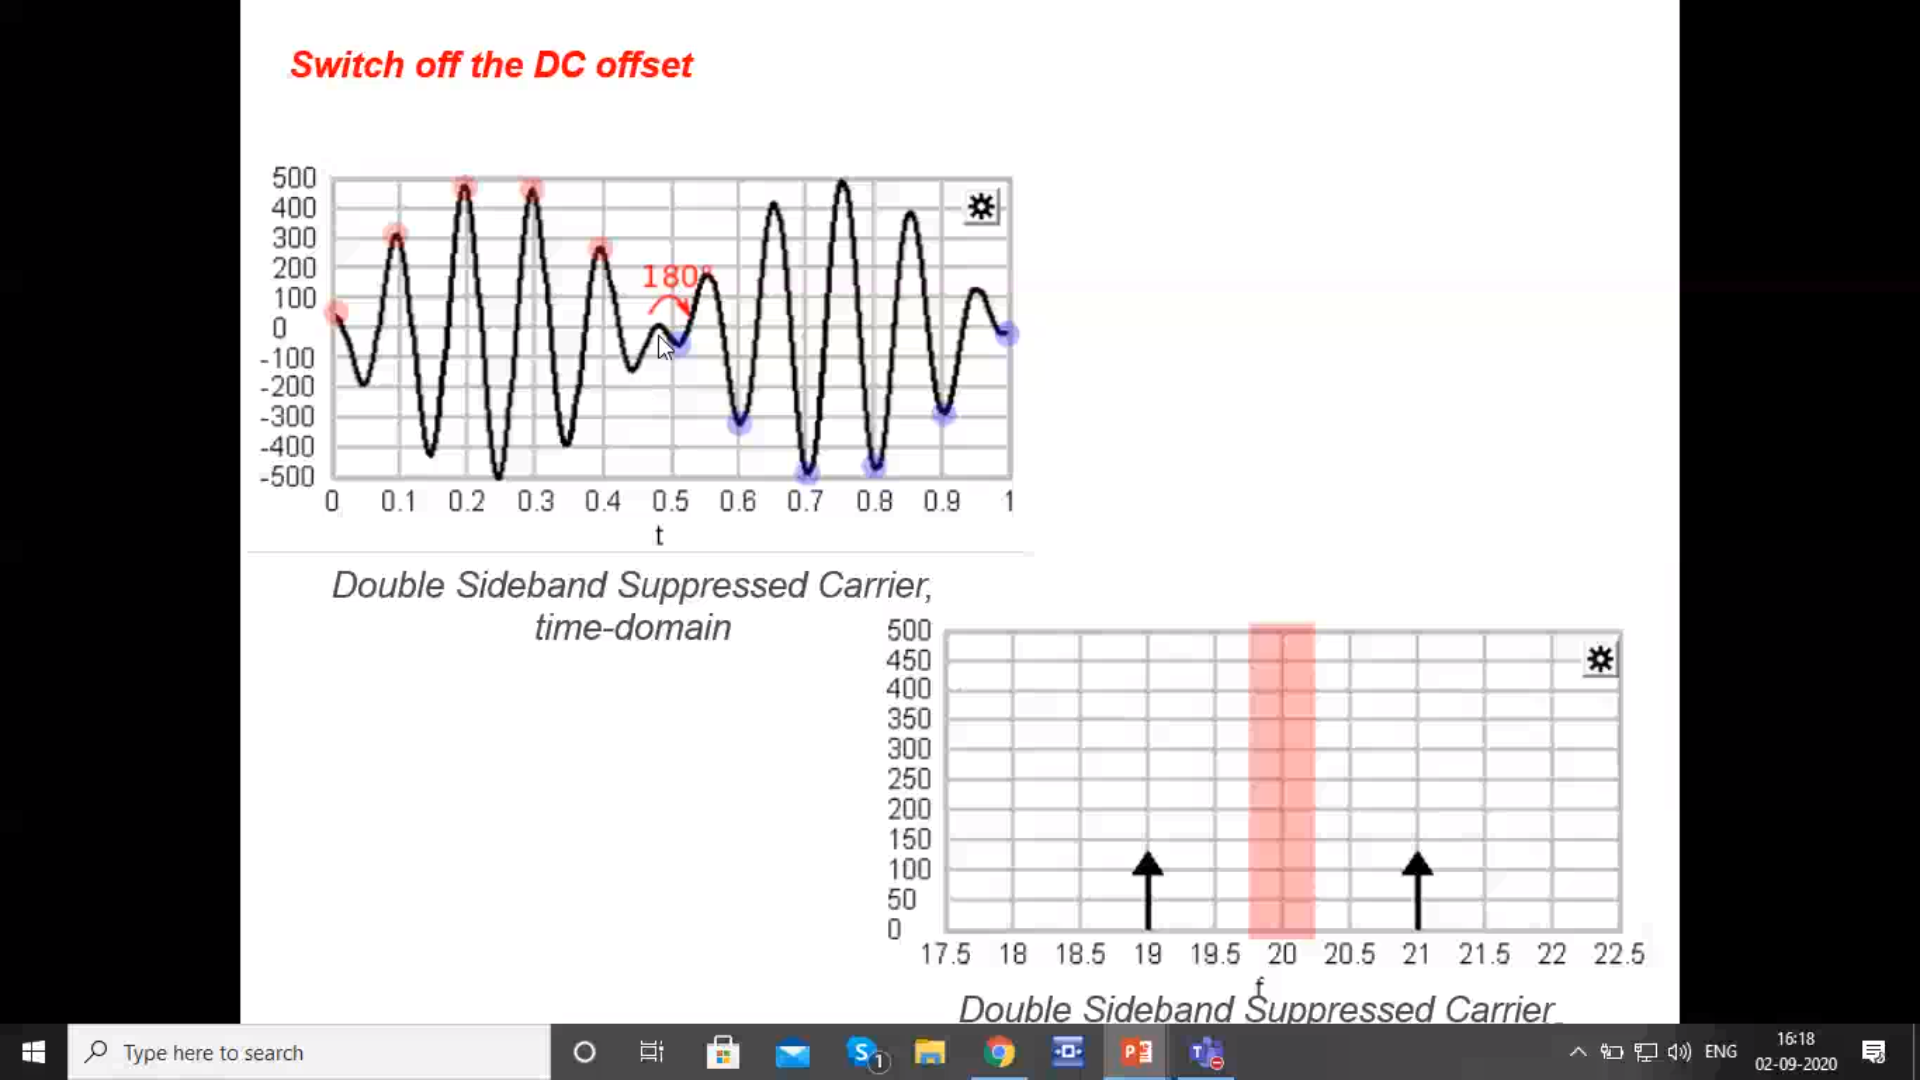 Switch off the DC offset
500
400
300
200
100
0
-100
-200
-300
-400
-500
180°
0 0.1 0.2 0.3 0.4 0.5 0.6 0.7 0.8 0.9 1
t
Double Sideband Suppressed Carrier,
time-domain
500
450
400
350
300
250
200
150
100
50
0
17.5 18 18.5 19 19.5 20 20.5 21 21.5 22 22.5
f
Double Sideband Suppressed Carrier
Type here to search
S 1
P
T
ENG
16:18
02-09-2020